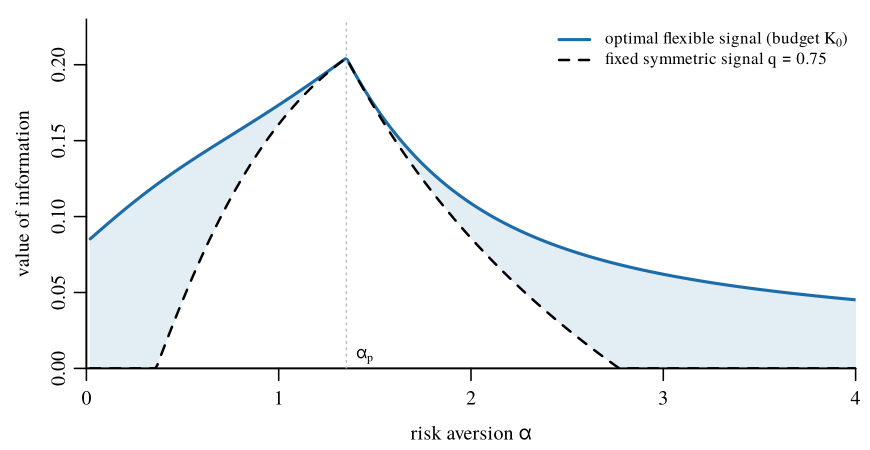 optimal flexible signal (budget K₀)
fixed symmetric signal q = 0.75
value of information
0.20
0.15
0.10
0.05
0.00
αₚ
0 1 2 3 4
risk aversion α